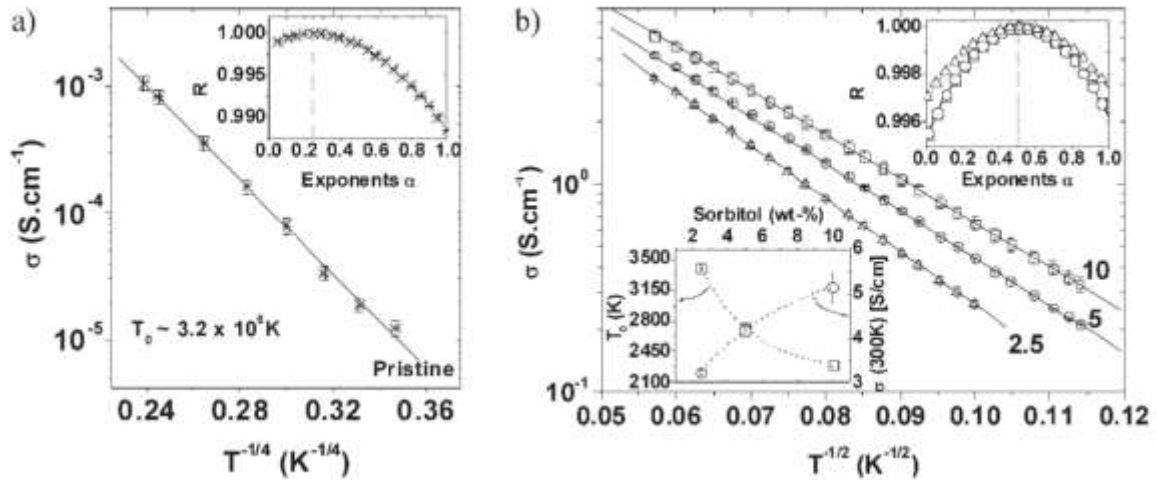 a)
1.000
0.995
0.990
R
0.0 0.2 0.4 0.6 0.8 1.0
Exponents α
10⁻³
10⁻⁴
10⁻⁵
σ (S.cm⁻¹)
T₀ ~ 3.2 x 10⁶K
Pristine
0.24 0.28 0.32 0.36
T⁻¹/⁴ (K⁻¹/⁴)
b)
1.000
0.998
0.996
R
0.0 0.2 0.4 0.6 0.8 1.0
Exponents α
10⁰
10⁻¹
σ (S.cm⁻¹)
Sorbitol (wt-%)
2 4 6 8 10
3500
3150
2800
2450
2100
T₀ (K)
6
5
4
3
σ (300K) [S/cm]
10
5
2.5
0.05 0.06 0.07 0.08 0.09 0.10 0.11 0.12
T⁻¹/² (K⁻¹/²)